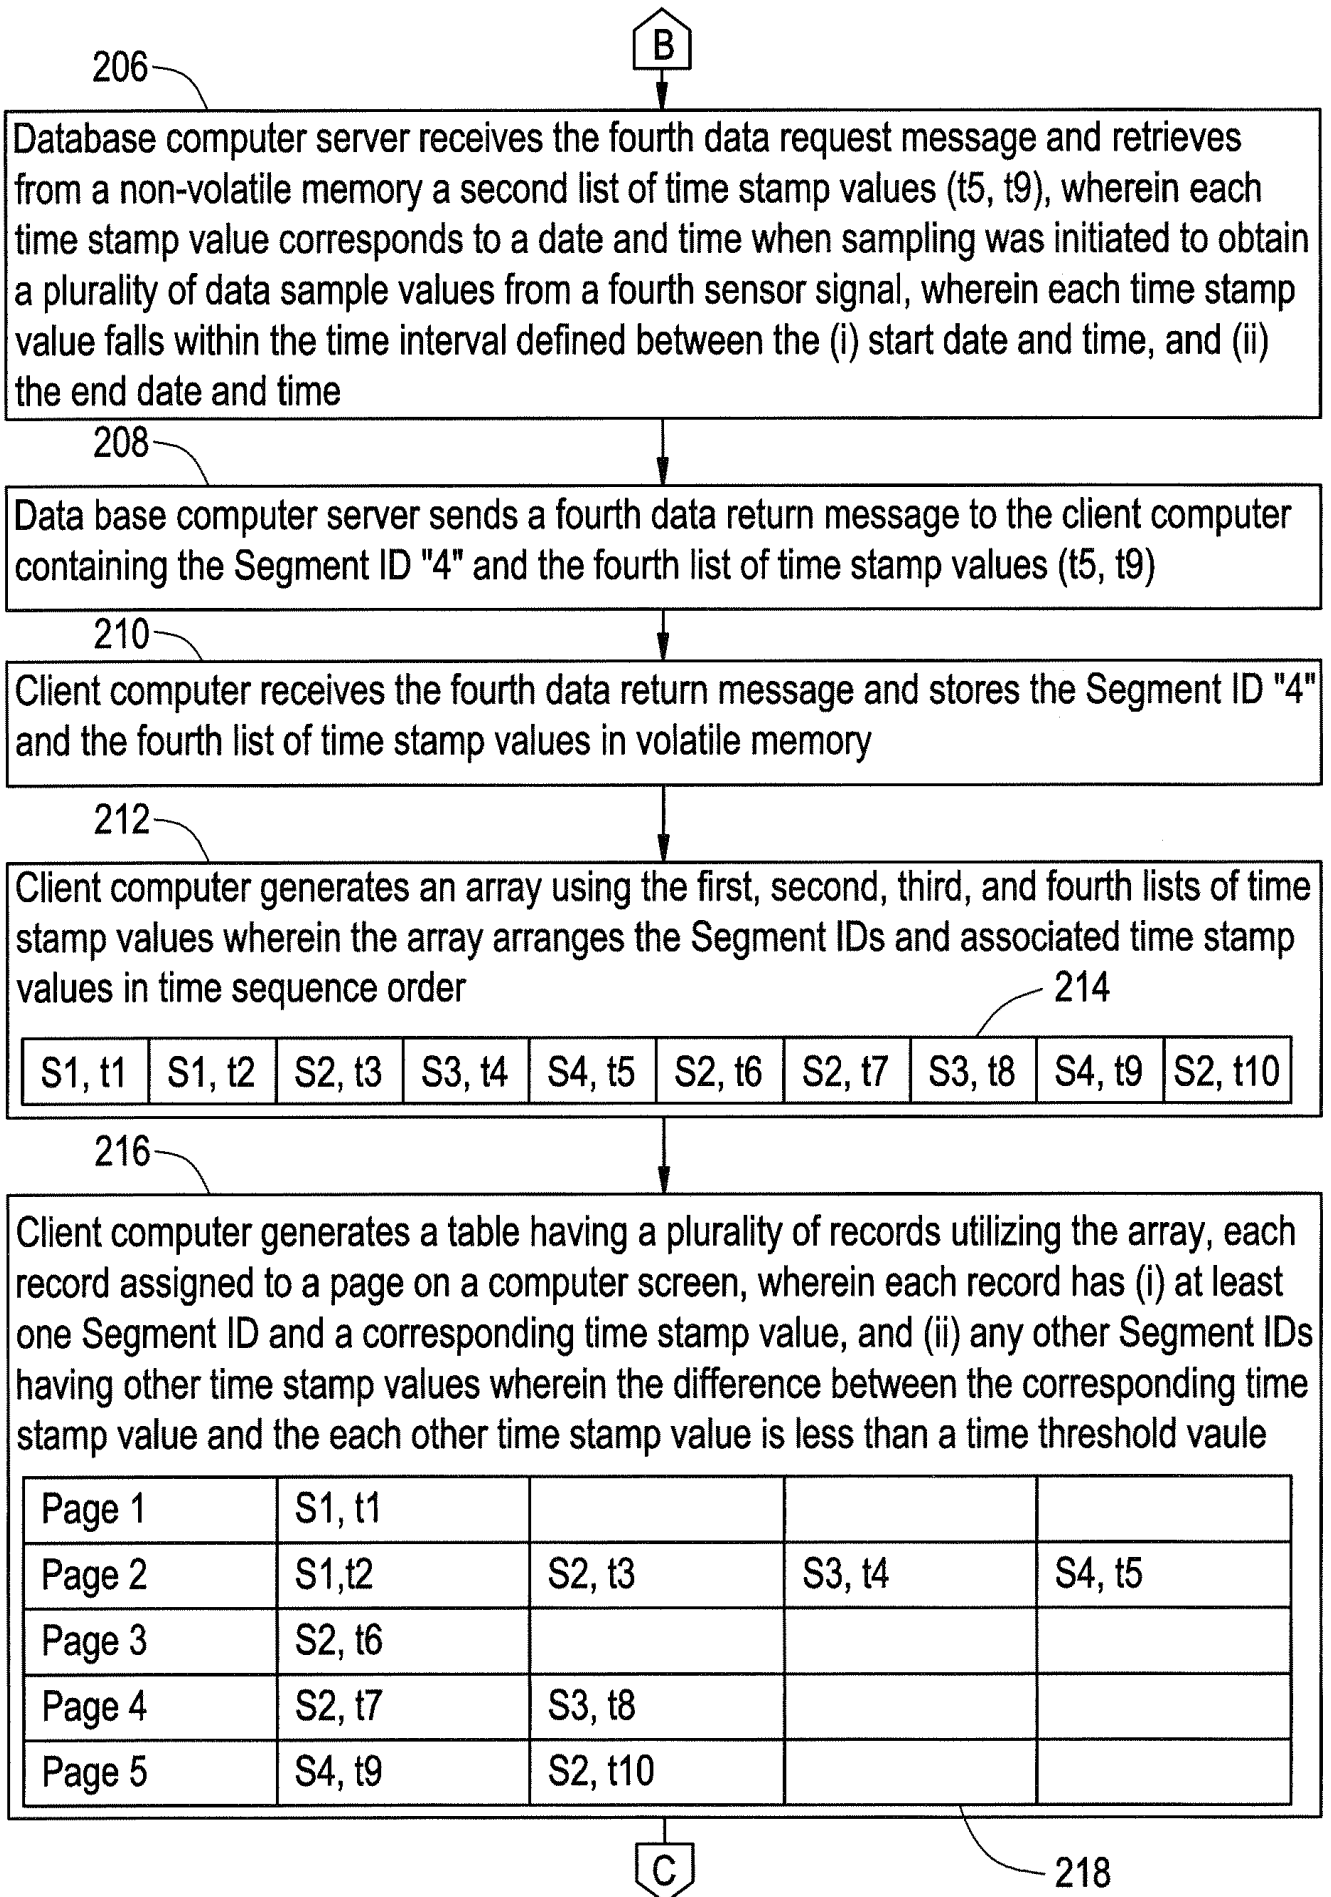 B
206
Database computer server receives the fourth data request message and retrieves
from a non-volatile memory a second list of time stamp values (t5, t9), wherein each
time stamp value corresponds to a date and time when sampling was initiated to obtain
a plurality of data sample values from a fourth sensor signal, wherein each time stamp
value falls within the time interval defined between the (i) start date and time, and (ii)
the end date and time
208
Data base computer server sends a fourth data return message to the client computer
containing the Segment ID "4" and the fourth list of time stamp values (t5, t9)
210
Client computer receives the fourth data return message and stores the Segment ID "4"
and the fourth list of time stamp values in volatile memory
212
Client computer generates an array using the first, second, third, and fourth lists of time
stamp values wherein the array arranges the Segment IDs and associated time stamp
values in time sequence order
214
S1, t1 S1, t2 S2, t3 S3, t4 S4, t5 S2, t6 S2, t7 S3, t8 S4, t9 S2, t10
216
Client computer generates a table having a plurality of records utilizing the array, each
record assigned to a page on a computer screen, wherein each record has (i) at least
one Segment ID and a corresponding time stamp value, and (ii) any other Segment IDs
having other time stamp values wherein the difference between the corresponding time
stamp value and the each other time stamp value is less than a time threshold vaule
Page 1 S1, t1
Page 2 S1,t2 S2, t3 S3, t4 S4, t5
Page 3 S2, t6
Page 4 S2, t7 S3, t8
Page 5 S4, t9 S2, t10
C
218